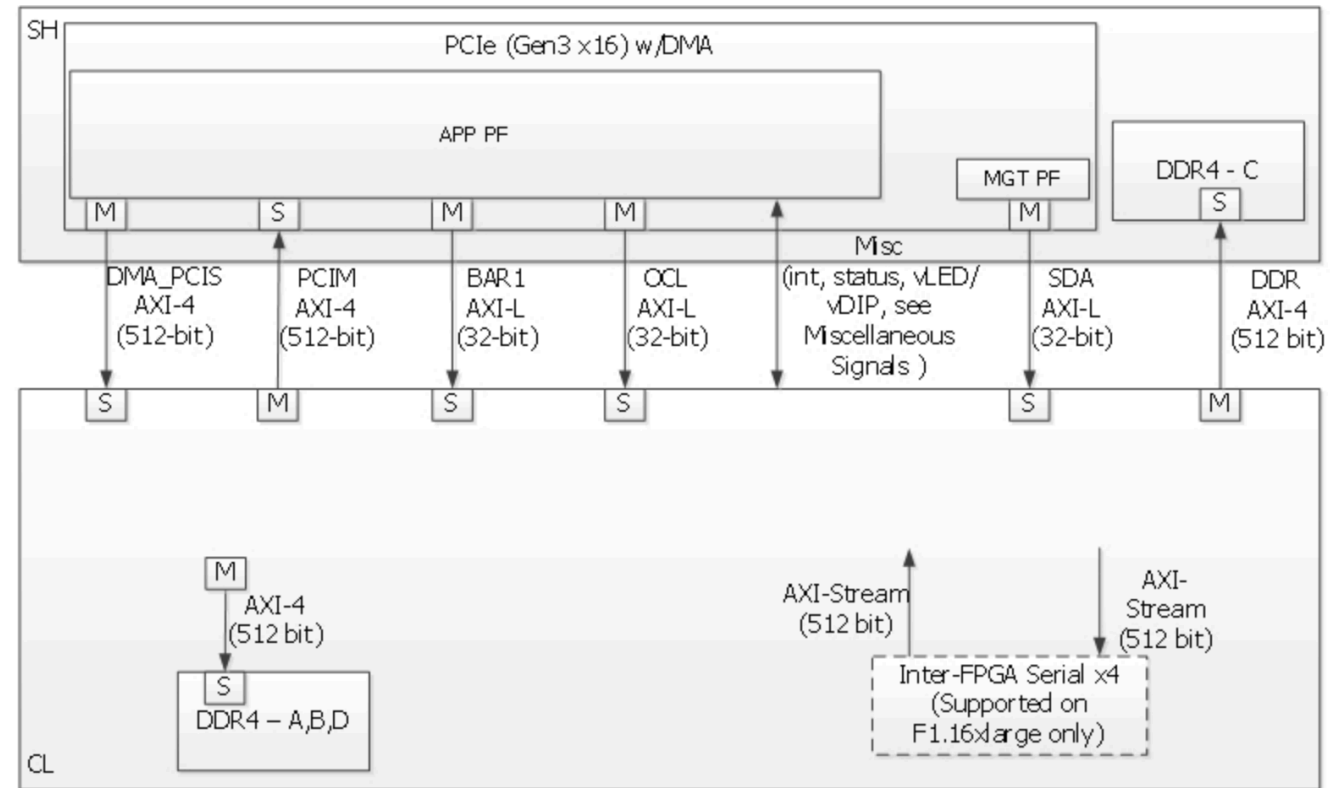 SH
PCIe (Gen3 x16) w/DMA
APP PF
MGT PF
DDR4 - C
M
S
M
M
M
S
DMA_PCIS
AXI-4
(512-bit)
PCIM
AXI-4
(512-bit)
BAR1
AXI-L
(32-bit)
OCL
AXI-L
(32-bit)
Misc
(int, status, vLED/
vDIP, see
Miscellaneous
Signals )
SDA
AXI-L
(32-bit)
DDR
AXI-4
(512 bit)
S
M
S
S
S
M
M
AXI-4
(512 bit)
S
DDR4 – A,B,D
AXI-Stream
(512 bit)
AXI-
Stream
(512 bit)
Inter-FPGA Serial x4
(Supported on
F1.16xlarge only)
CL